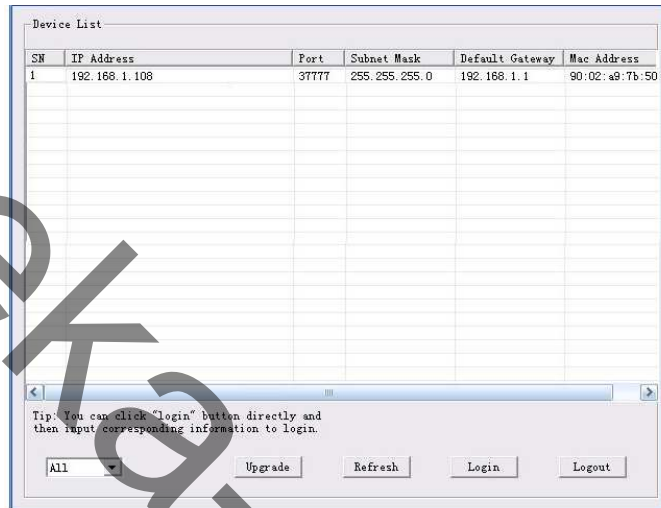 Device List
SN IP Address Port Subnet Mask Default Gateway Mac Address
1 192.168.1.108 37777 255.255.255.0 192.168.1.1 90:02:a9:7b:50
Tip: You can click "login" button directly and
then input corresponding information to login.
All Upgrade Refresh Login Logout